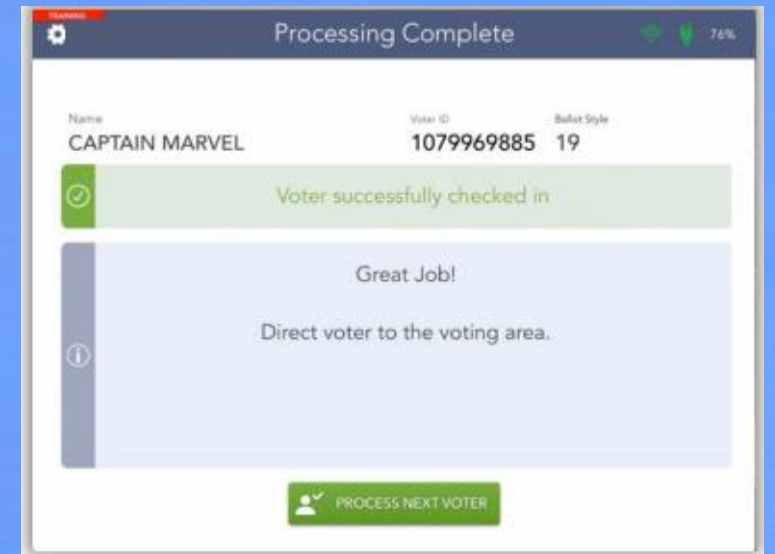 TRAINING
Processing Complete
76%
Name
Voter ID
Ballot Style
CAPTAIN MARVEL
1079969885
19
Voter successfully checked in
Great Job!
Direct voter to the voting area.
PROCESS NEXT VOTER